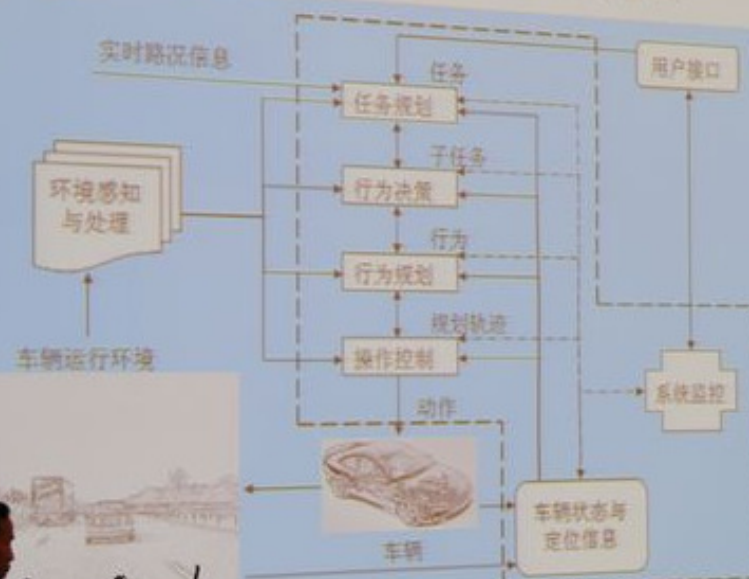 实时路况信息
任务
用户接口
任务规划
子任务
环境感知
与处理
行为决策
行为
行为规划
规划轨迹
车辆运行环境
操作控制
系统监控
动作
车辆状态与
定位信息
车辆